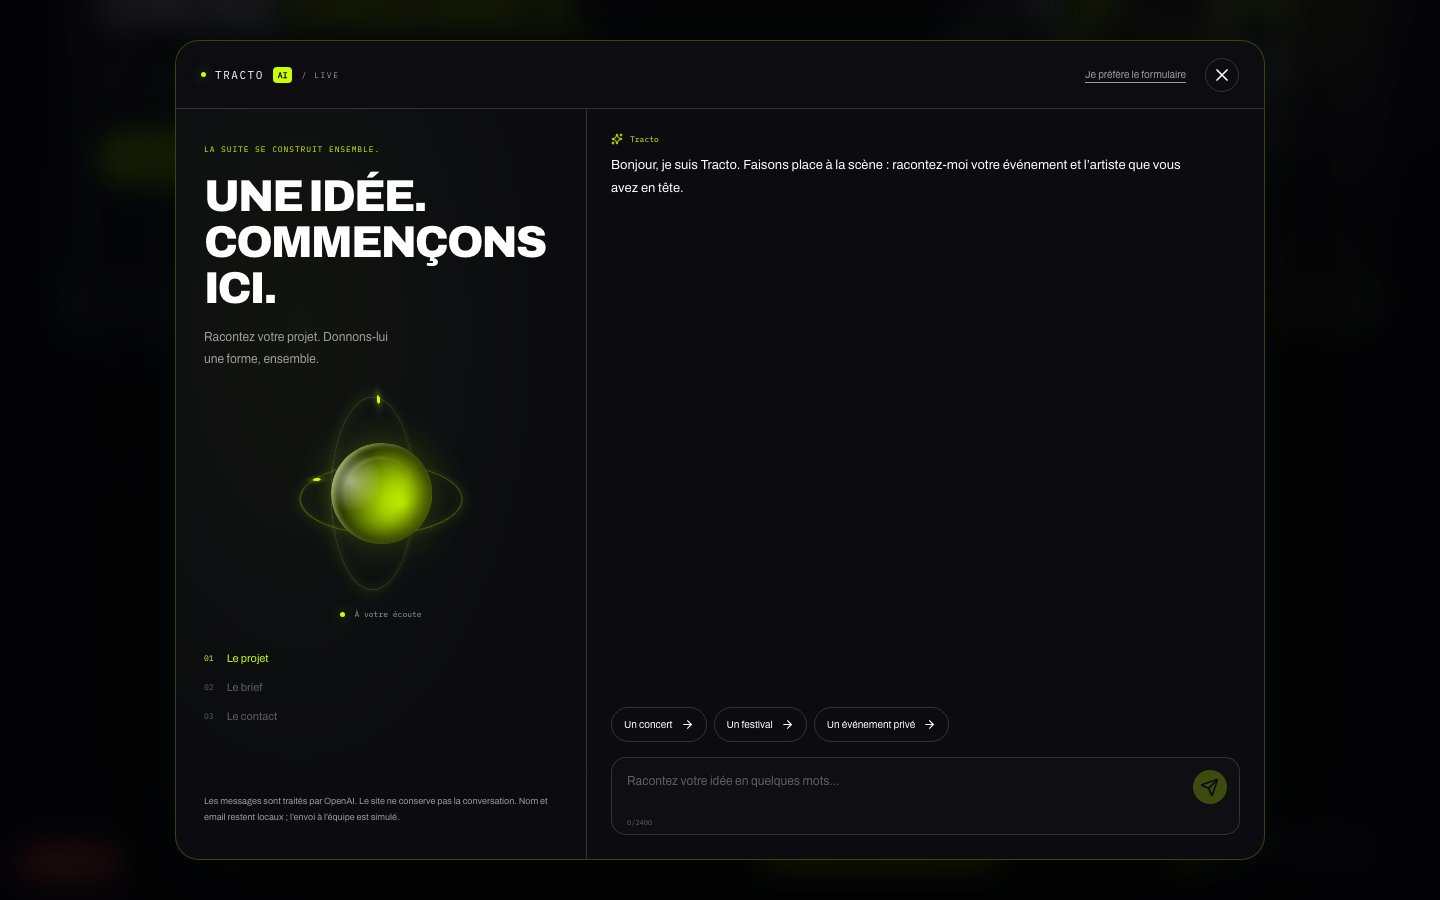 TRACTO AI / LIVE
Je préfère le formulaire
LA SUITE SE CONSTRUIT ENSEMBLE.
UNE IDÉE.
COMMENÇONS
ICI.
Racontez votre projet. Donnons-lui
une forme, ensemble.
À votre écoute
01 Le projet
02 Le brief
03 Le contact
Les messages sont traités par OpenAI. Le site ne conserve pas la conversation. Nom et
email restent locaux ; l’envoi à l’équipe est simulé.
Tracto
Bonjour, je suis Tracto. Faisons place à la scène : racontez-moi votre événement et l’artiste que vous
avez en tête.
Un concert
Un festival
Un événement privé
Racontez votre idée en quelques mots…
0/2400